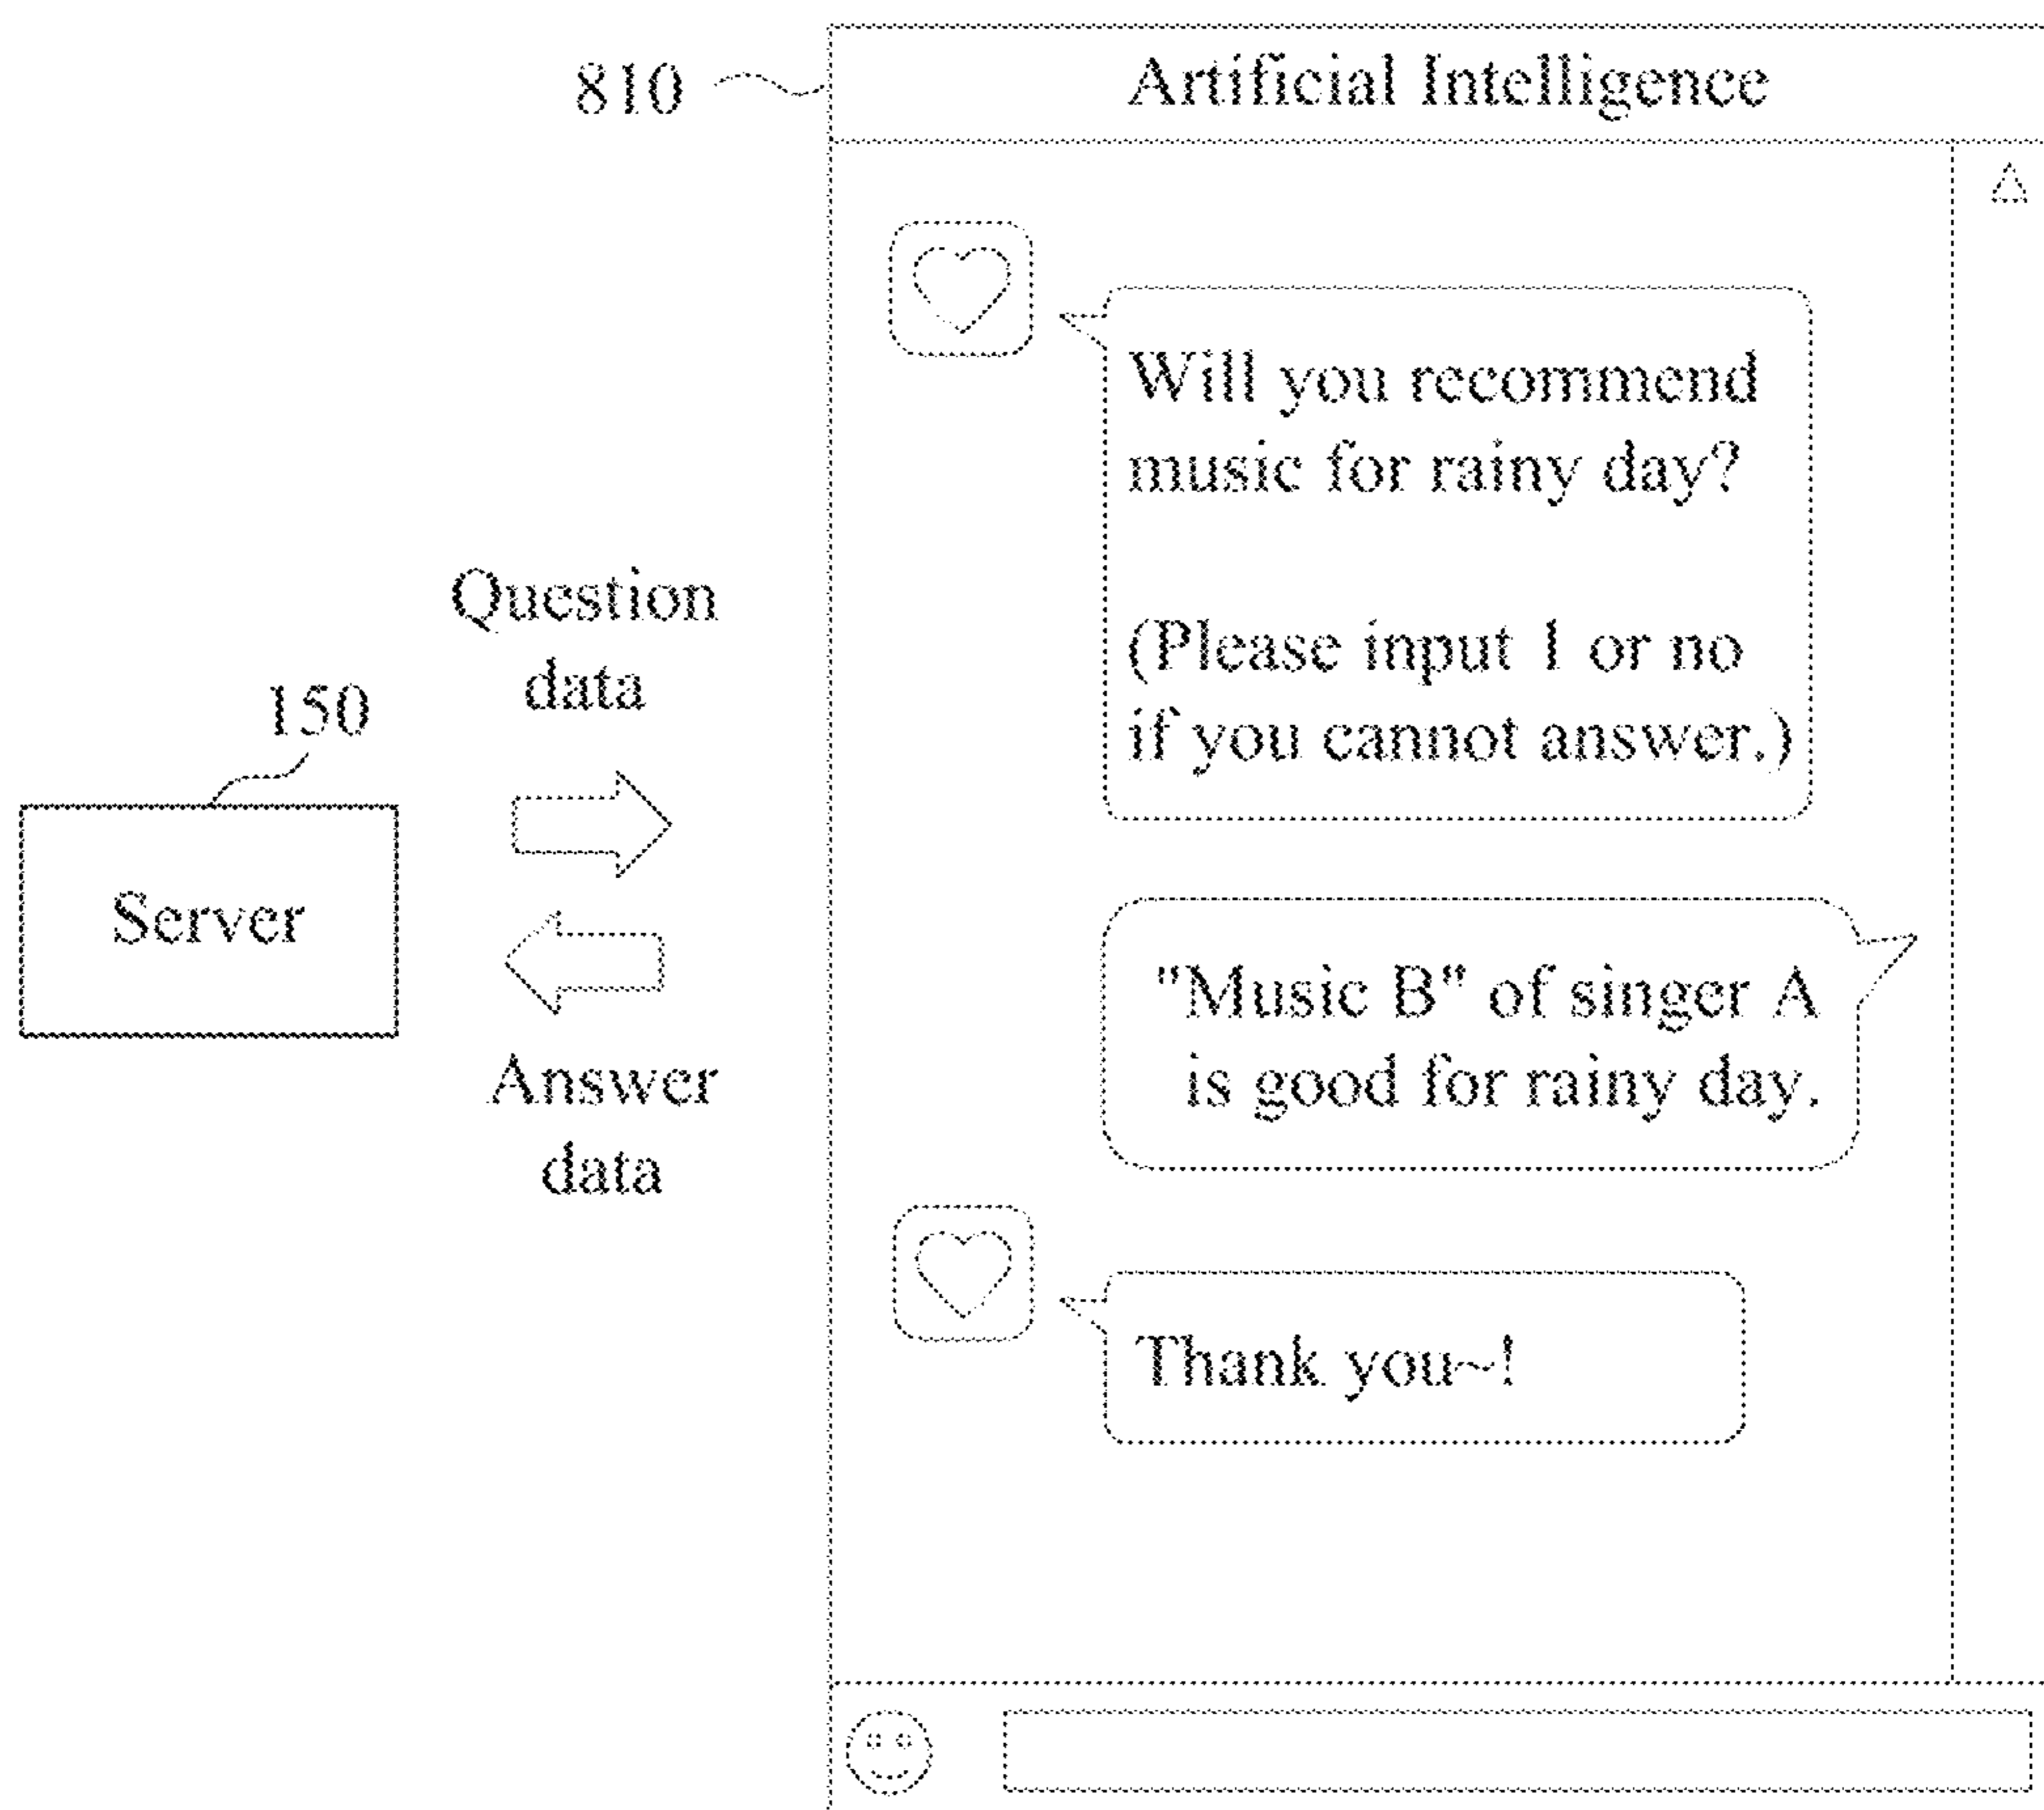 810
Artificial Intelligence
Will you recommend
music for rainy day?
(Please input 1 or no
if you cannot answer.)
Question
data
150
Server
Answer
data
"Music B" of singer A
is good for rainy day.
Thank you~!